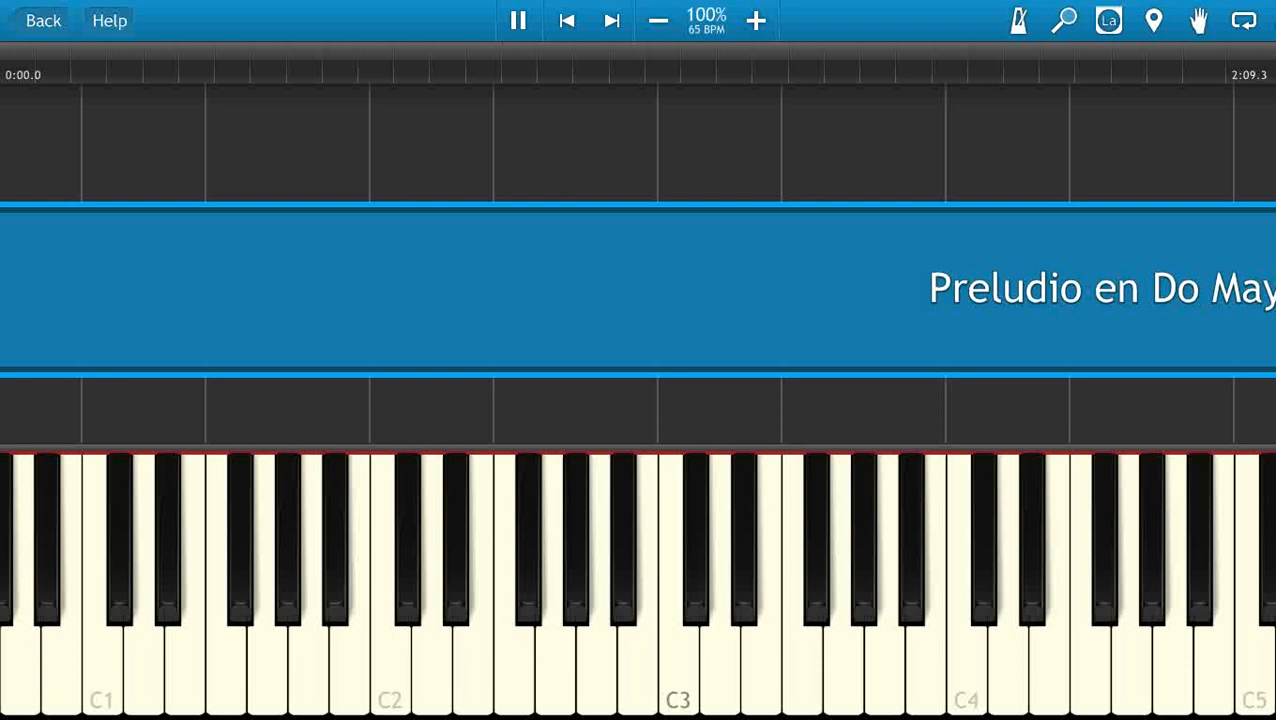 Back Help 100% La
65 BPM
0:00.0 2:09.3
Preludio en Do May
C1 C2 C3 C4 C5